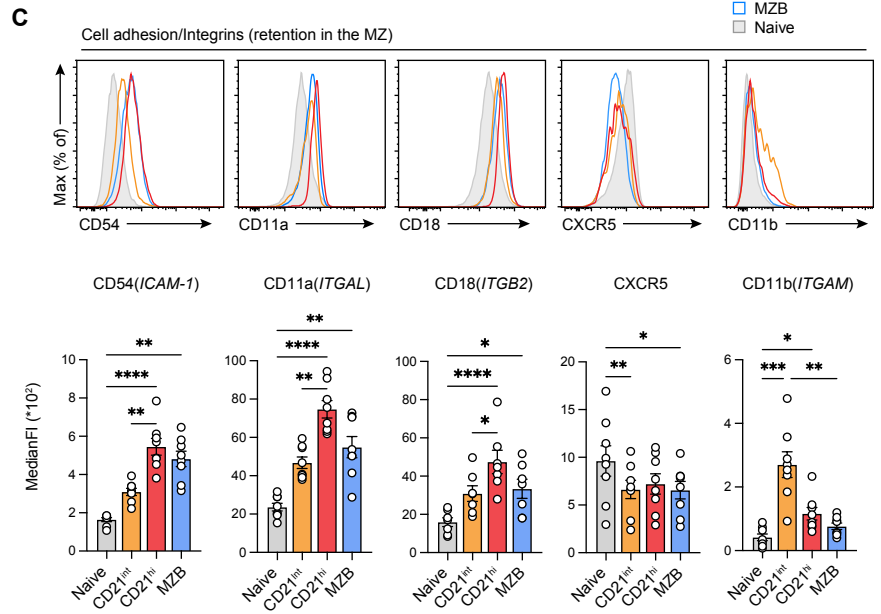 C
MZB
Naive
Cell adhesion/Integrins (retention in the MZ)
Max (% of)
CD54
CD11a
CD18
CXCR5
CD11b
CD54(ICAM-1)
CD11a(ITGAL)
CD18(ITGB2)
CXCR5
CD11b(ITGAM)
MedianFI (*10²)
10
8
6
4
2
0
**
****
**
Naive
CD21int
CD21hi
MZB
100
80
60
40
20
0
**
****
**
Naive
CD21int
CD21hi
MZB
100
80
60
40
20
0
*
****
*
Naive
CD21int
CD21hi
MZB
20
15
10
5
0
*
**
Naive
CD21int
CD21hi
MZB
6
4
2
0
*
***
**
Naive
CD21int
CD21hi
MZB